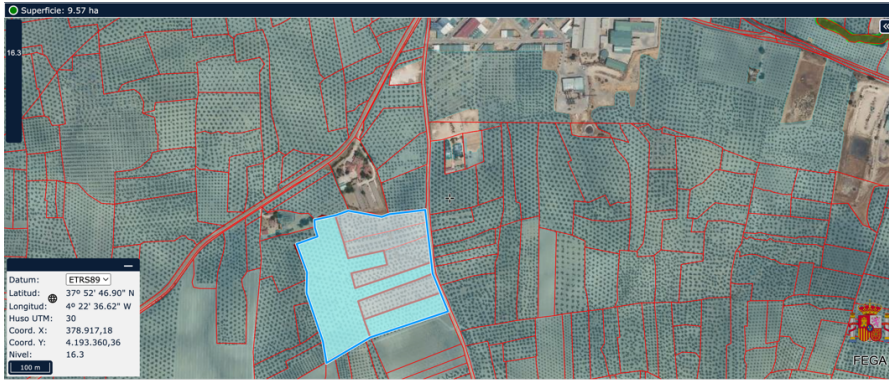 Superficie: 9.57 ha
16.3
Datum: ETRS89
Latitud: 37º 52' 46.90" N
Longitud: 4º 22' 36.62" W
Huso UTM: 30
Coord. X: 378.917,18
Coord. Y: 4.193.360,36
Nivel: 16.3
100 m
FEGA